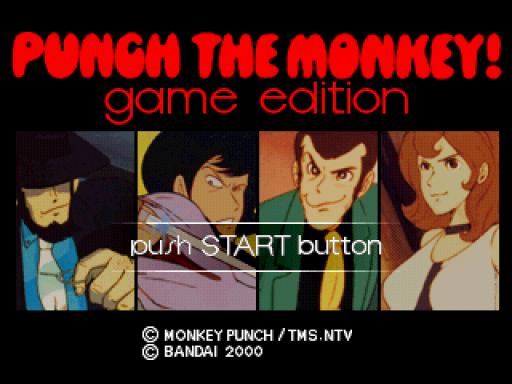 PUNCH THE MONKEY!
game edition
push START button
© MONKEY PUNCH / TMS.NTV
© BANDAI 2000